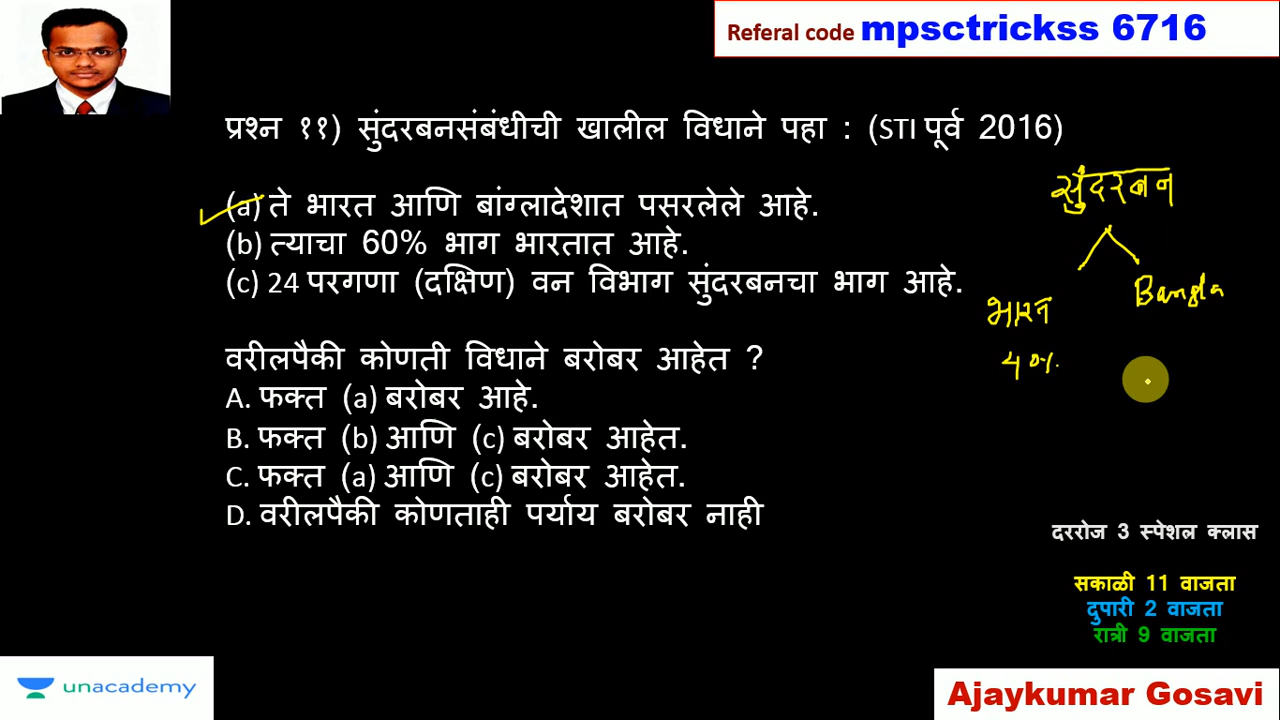 Referal code mpsctrickss 6716
प्रश्न ११) सुंदरबनसंबंधीची खालील विधाने पहा : (STI पूर्व 2016)
(a) ते भारत आणि बांग्लादेशात पसरलेले आहे.
(b) त्याचा 60% भाग भारतात आहे.
(c) 24 परगणा (दक्षिण) वन विभाग सुंदरबनचा भाग आहे.
वरीलपैकी कोणती विधाने बरोबर आहेत ?
A. फक्त (a) बरोबर आहे.
B. फक्त (b) आणि (c) बरोबर आहेत.
C. फक्त (a) आणि (c) बरोबर आहेत.
D. वरीलपैकी कोणताही पर्याय बरोबर नाही
सुंदरबन
भारत
Bangla
40%
दररोज 3 स्पेशल क्लास
सकाळी 11 वाजता
दुपारी 2 वाजता
रात्री 9 वाजता
unacademy
Ajaykumar Gosavi